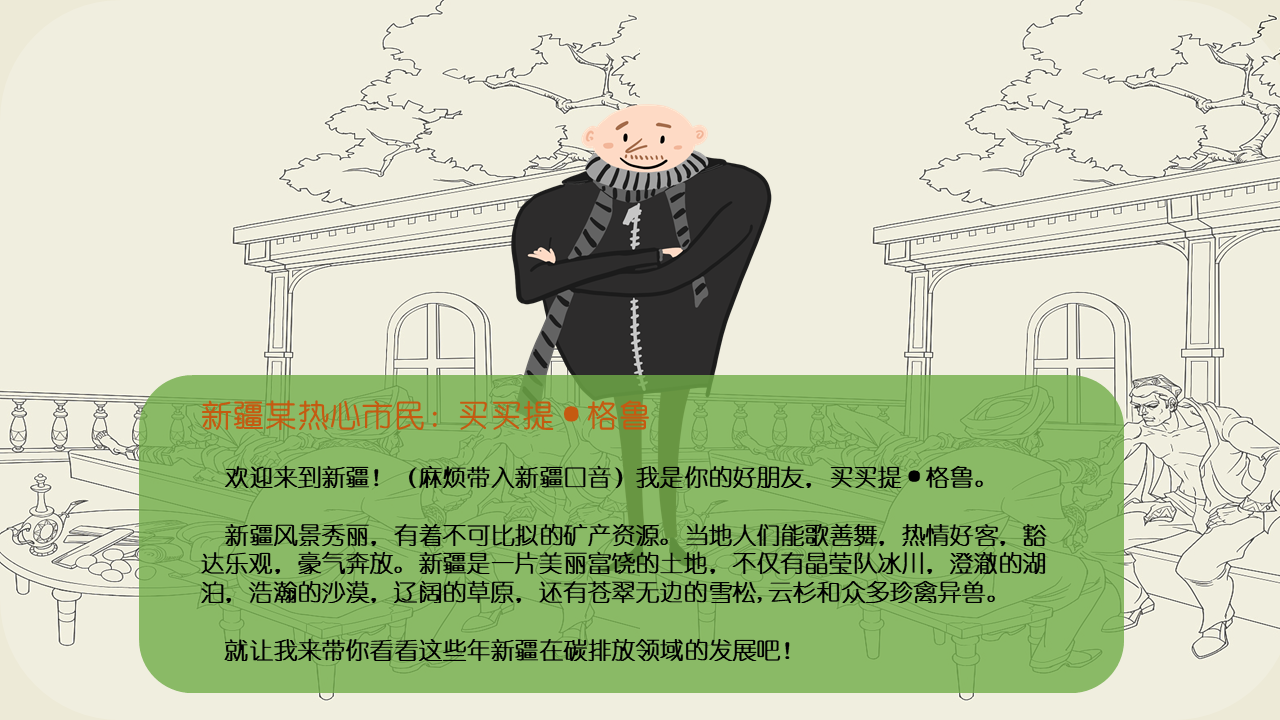 新疆某热心市民：买买提•格鲁
欢迎来到新疆！（麻烦带入新疆口音）我是你的好朋友，买买提•格鲁。
新疆风景秀丽，有着不可比拟的矿产资源。当地人们能歌善舞，热情好客，豁
达乐观，豪气奔放。新疆是一片美丽富饶的土地，不仅有晶莹队冰川，澄澈的湖
泊，浩瀚的沙漠，辽阔的草原，还有苍翠无边的雪松,云杉和众多珍禽异兽。
就让我来带你看看这些年新疆在碳排放领域的发展吧！